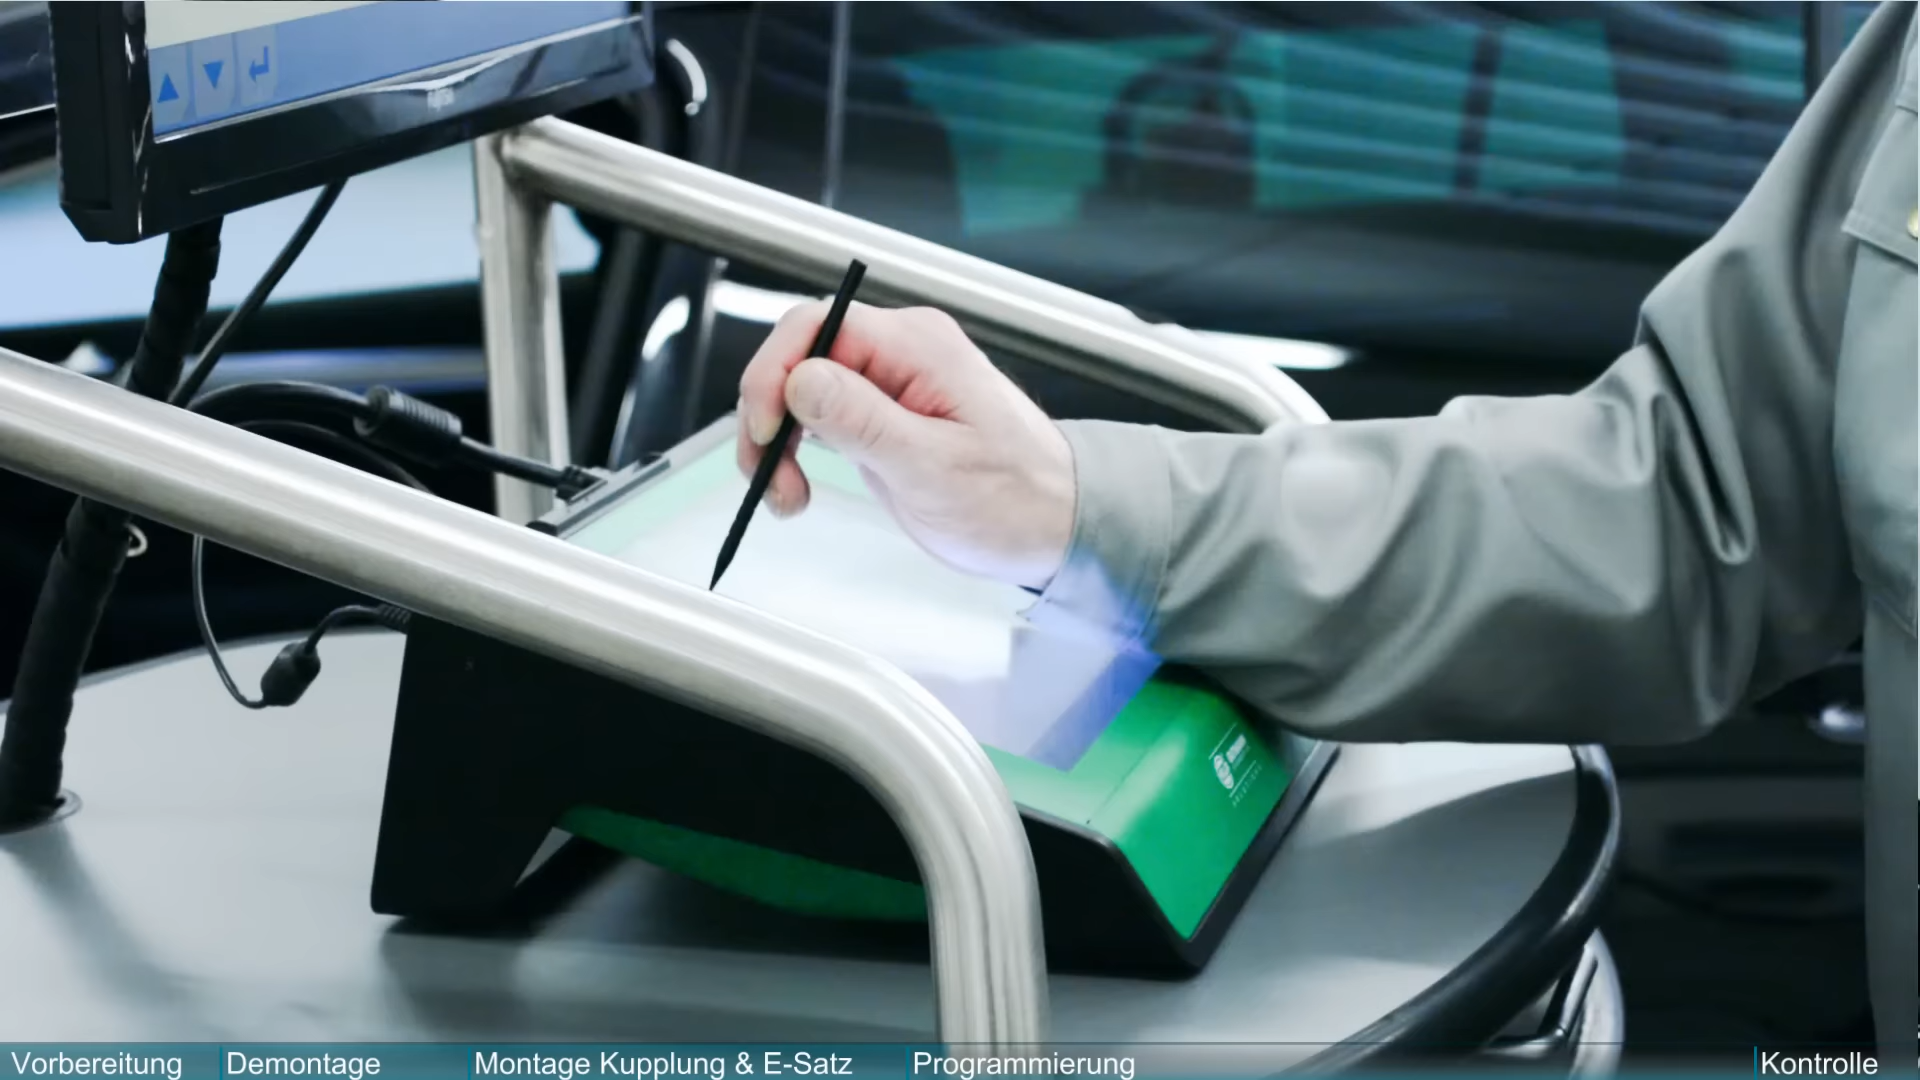 Vorbereitung
Demontage
Montage Kupplung & E-Satz
Programmierung
Kontrolle